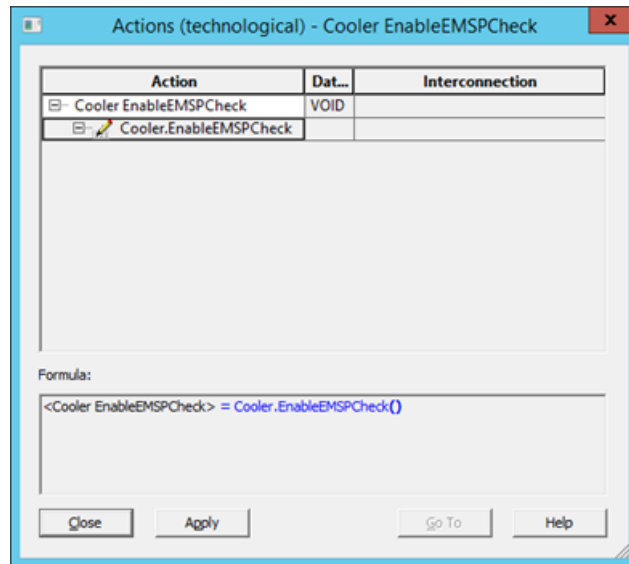 Actions (technological) - Cooler EnableEMSPCheck
x
Action Dat... Interconnection
Cooler EnableEMSPCheck VOID
Cooler.EnableEMSPCheck
Formula:
<Cooler EnableEMSPCheck> = Cooler.EnableEMSPCheck()
Close Apply Go To Help